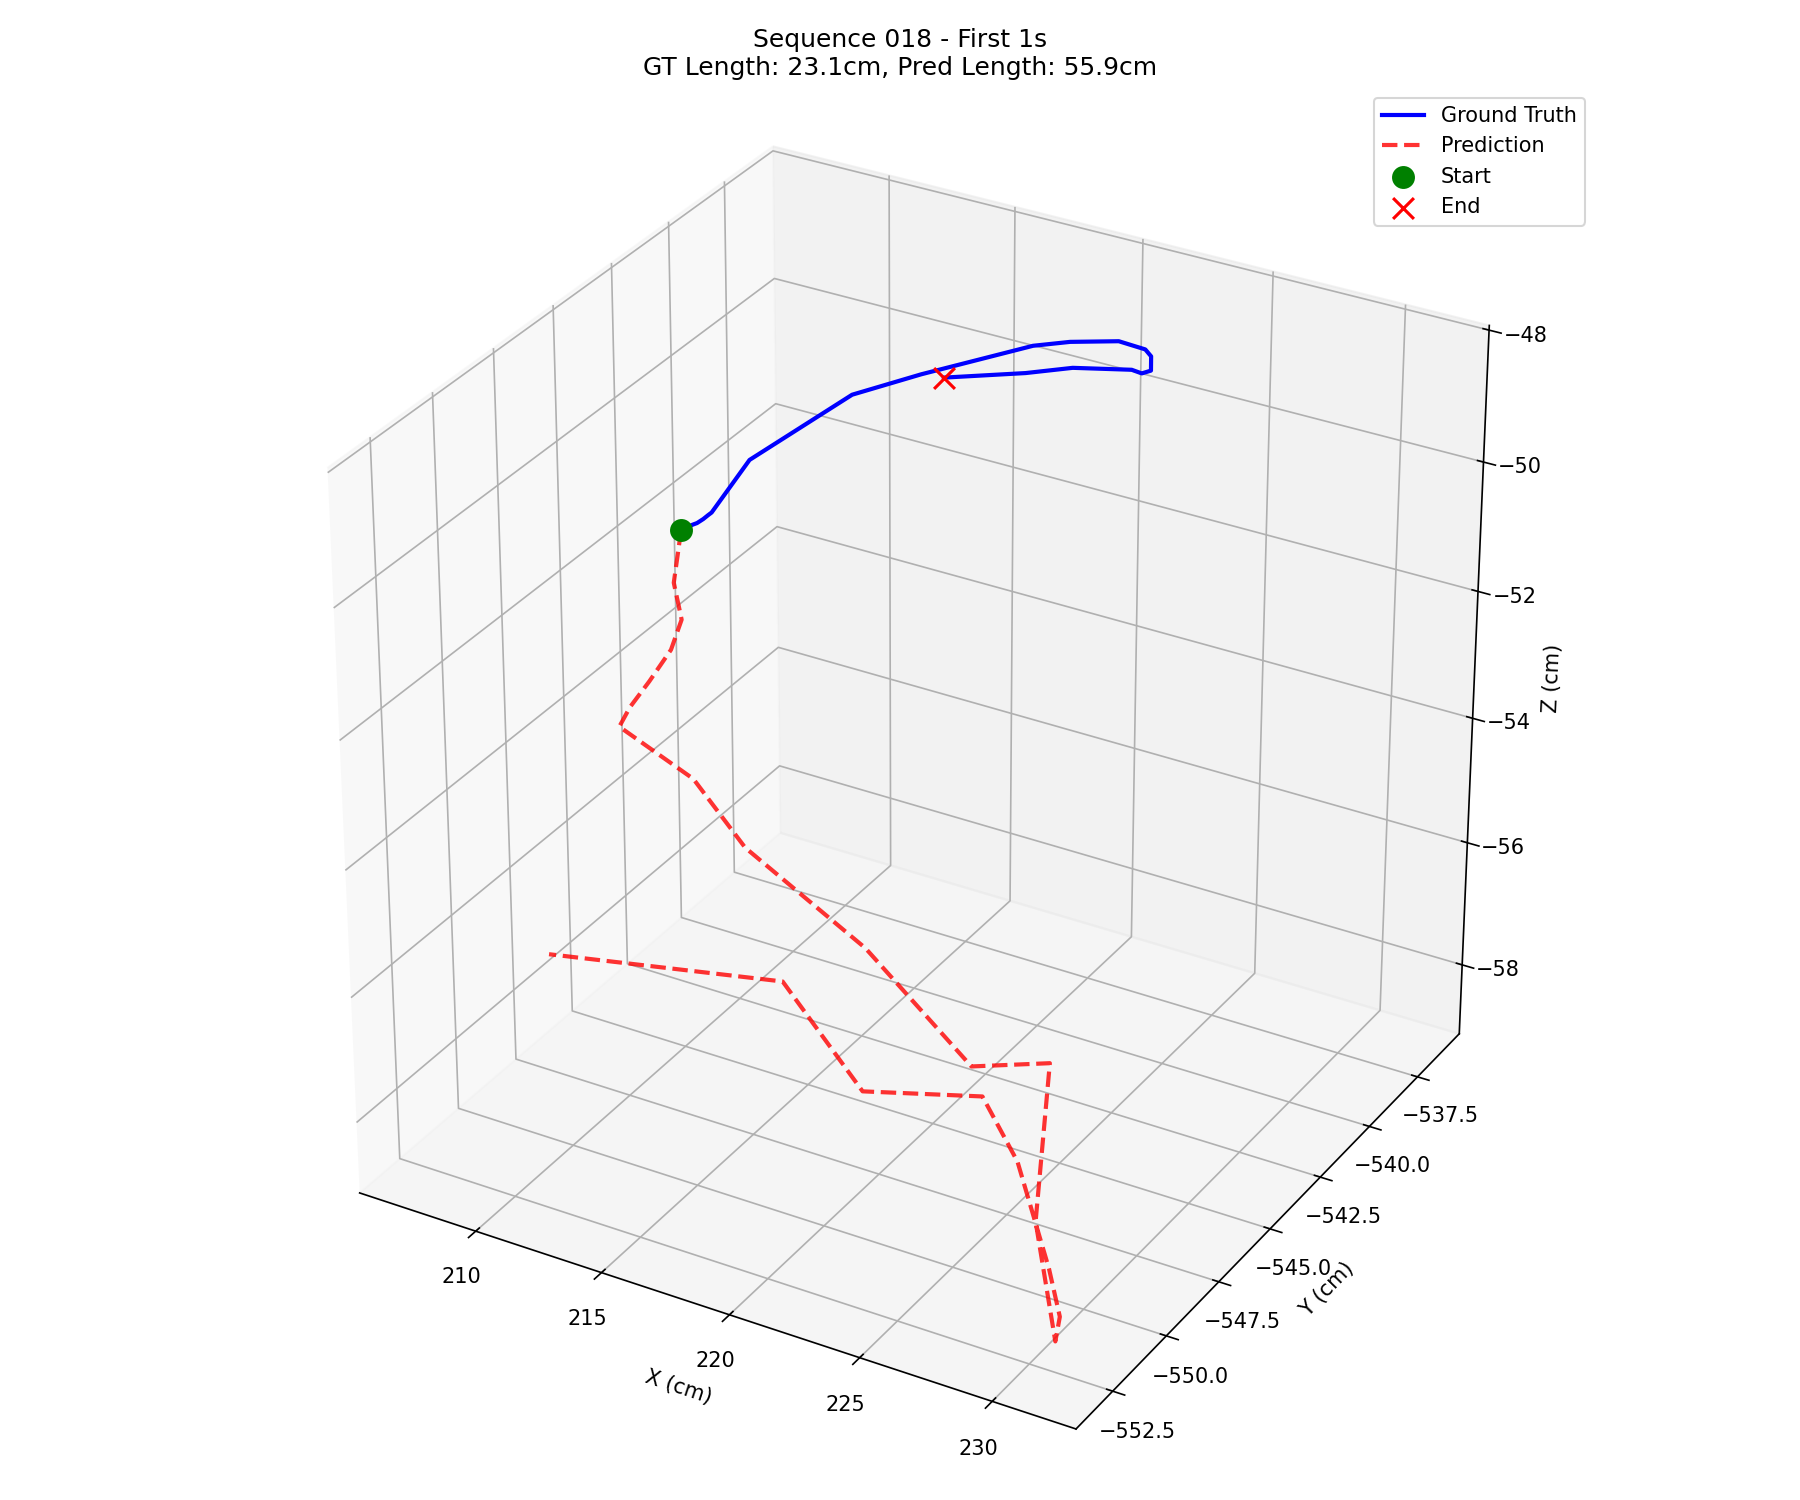 Sequence 018 - First 1s
GT Length: 23.1cm, Pred Length: 55.9cm
Ground Truth
Prediction
Start
End
−48
−50
−52
−54
−56
−58
Z (cm)
−537.5
−540.0
−542.5
−545.0
−547.5
−550.0
−552.5
Y (cm)
210
215
220
225
230
X (cm)